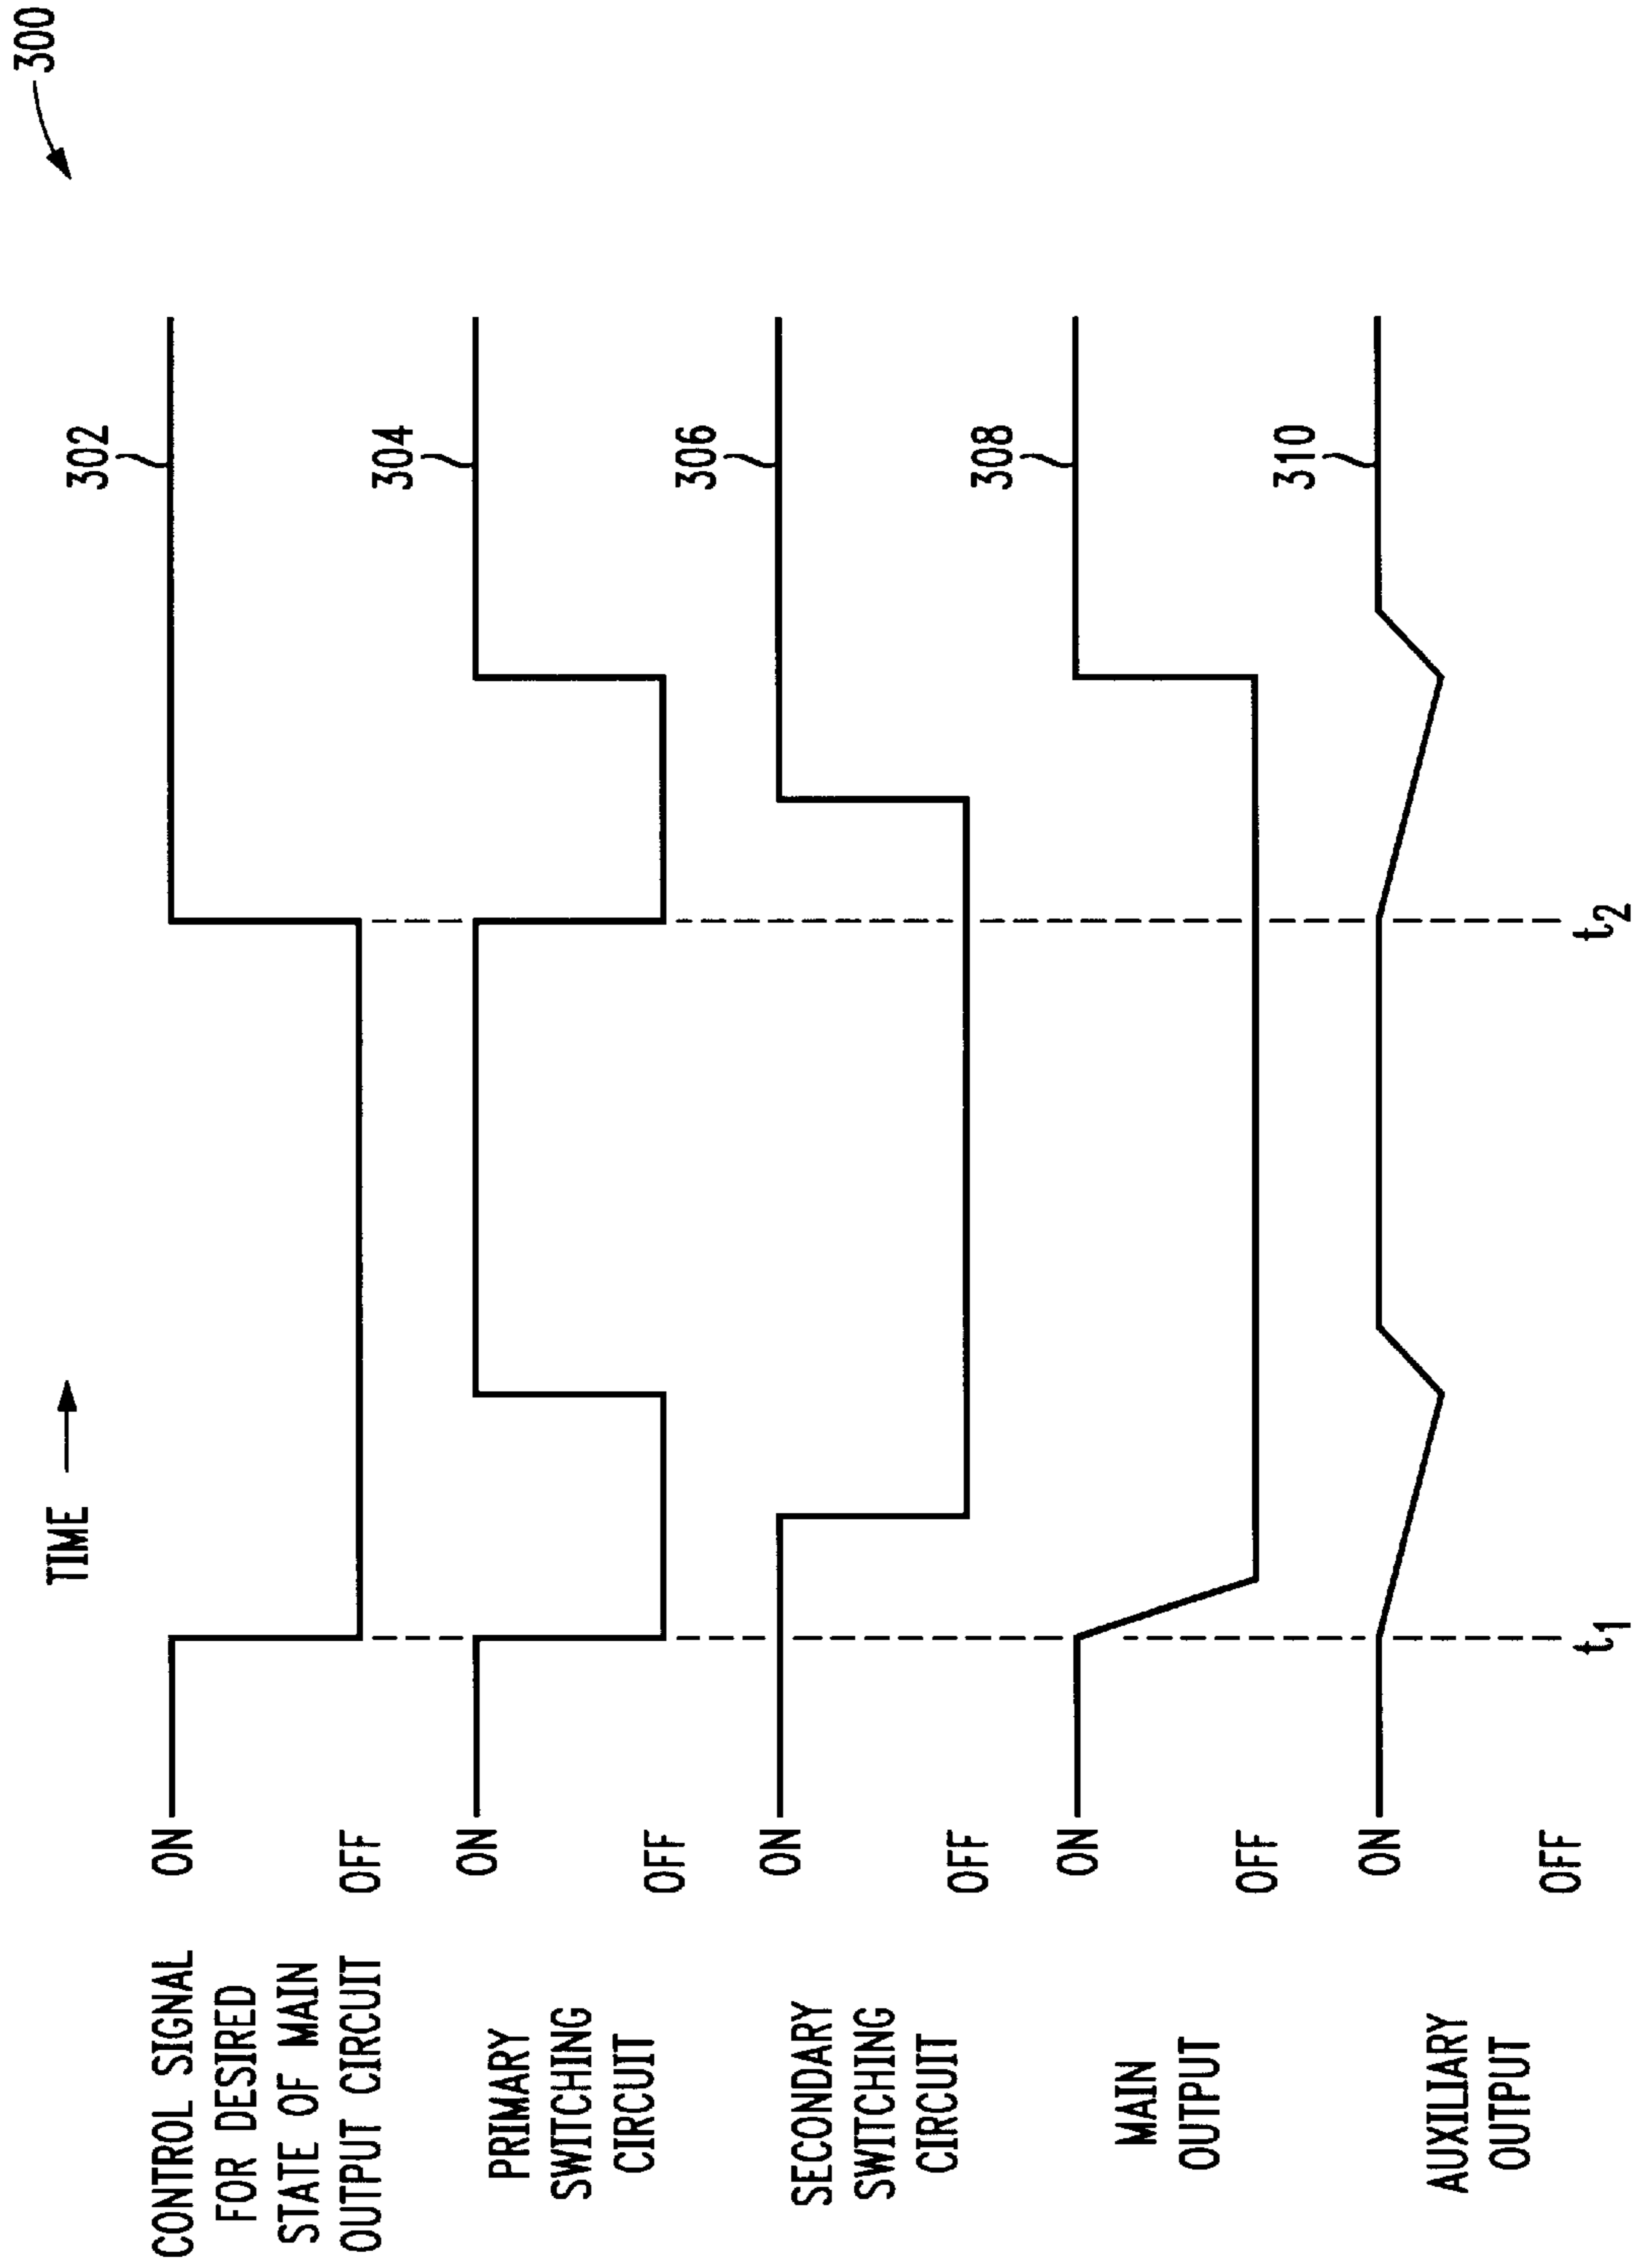 300
TIME
CONTROL SIGNAL
FOR DESIRED
STATE OF MAIN
OUTPUT CIRCUIT
ON
OFF
302
PRIMARY
SWITCHING
CIRCUIT
ON
OFF
304
SECONDARY
SWITCHING
CIRCUIT
ON
OFF
306
MAIN
OUTPUT
ON
OFF
308
AUXILIARY
OUTPUT
ON
OFF
310
t1
t2